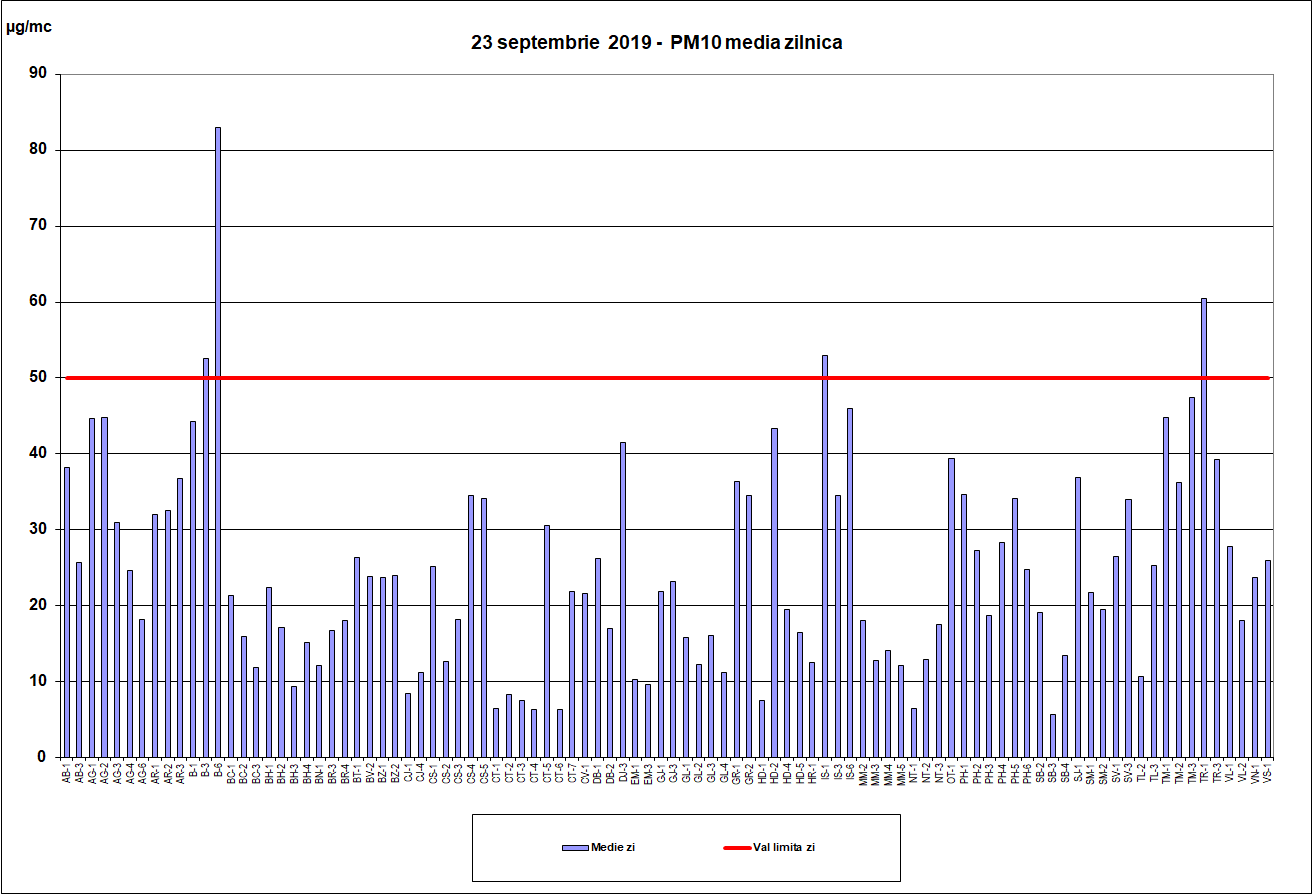 µg/mc
23 septembrie 2019 - PM10 media zilnica
90
80
70
60
50
40
30
20
10
0
AB-1 AB-3 AG-1 AG-2 AG-3 AG-4 AG-6 AR-1 AR-2 AR-3 B-1 B-3 B-6 BC-1 BC-2 BC-3 BH-1 BH-2 BH-3 BH-4 BN-1 BR-3 BR-4 BT-1 BV-2 BZ-1 BZ-2 CJ-1 CJ-4 CS-1 CS-2 CS-3 CS-4 CS-5 CT-1 CT-2 CT-3 CT-4 CT-5 CT-6 CT-7 CV-1 DB-1 DB-2 DJ-3 EM-1 EM-3 GJ-1 GJ-3 GL-1 GL-2 GL-3 GL-4 GR-1 GR-2 HD-1 HD-2 HD-4 HD-5 HR-1 IS-1 IS-3 IS-6 MM-2 MM-3 MM-4 MM-5 NT-1 NT-2 NT-3 OT-1 PH-1 PH-2 PH-3 PH-4 PH-5 PH-6 SB-2 SB-3 SB-4 SJ-1 SM-1 SM-2 SV-1 SV-3 TL-2 TL-3 TM-1 TM-2 TM-3 TR-1 TR-3 VL-1 VL-2 VN-1 VS-1
Medie zi
Val limita zi